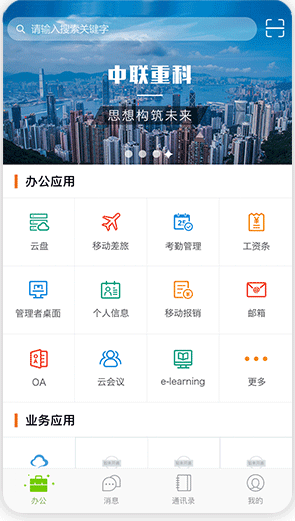 请输入搜索关键字
中联重科
思想构筑未来
办公应用
云盘 移动差旅 考勤管理 工资条
管理者桌面 个人信息 移动报销 邮箱
OA 云会议 e-learning 更多
业务应用
办公 消息 通讯录 我的